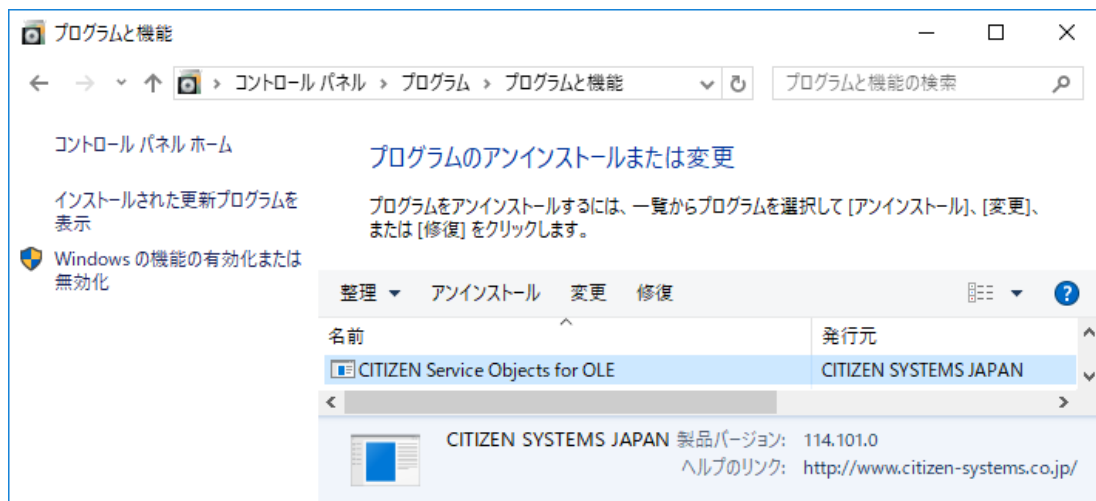 プログラムと機能
コントロール パネル › プログラム › プログラムと機能
プログラムと機能の検索
コントロール パネル ホーム
インストールされた更新プログラムを
表示
Windows の機能の有効化または
無効化
プログラムのアンインストールまたは変更
プログラムをアンインストールするには、一覧からプログラムを選択して [アンインストール]、[変更]、
または [修復] をクリックします。
整理 アンインストール 変更 修復
名前 発行元
CITIZEN Service Objects for OLE CITIZEN SYSTEMS JAPAN
CITIZEN SYSTEMS JAPAN 製品バージョン: 114.101.0
ヘルプのリンク: http://www.citizen-systems.co.jp/